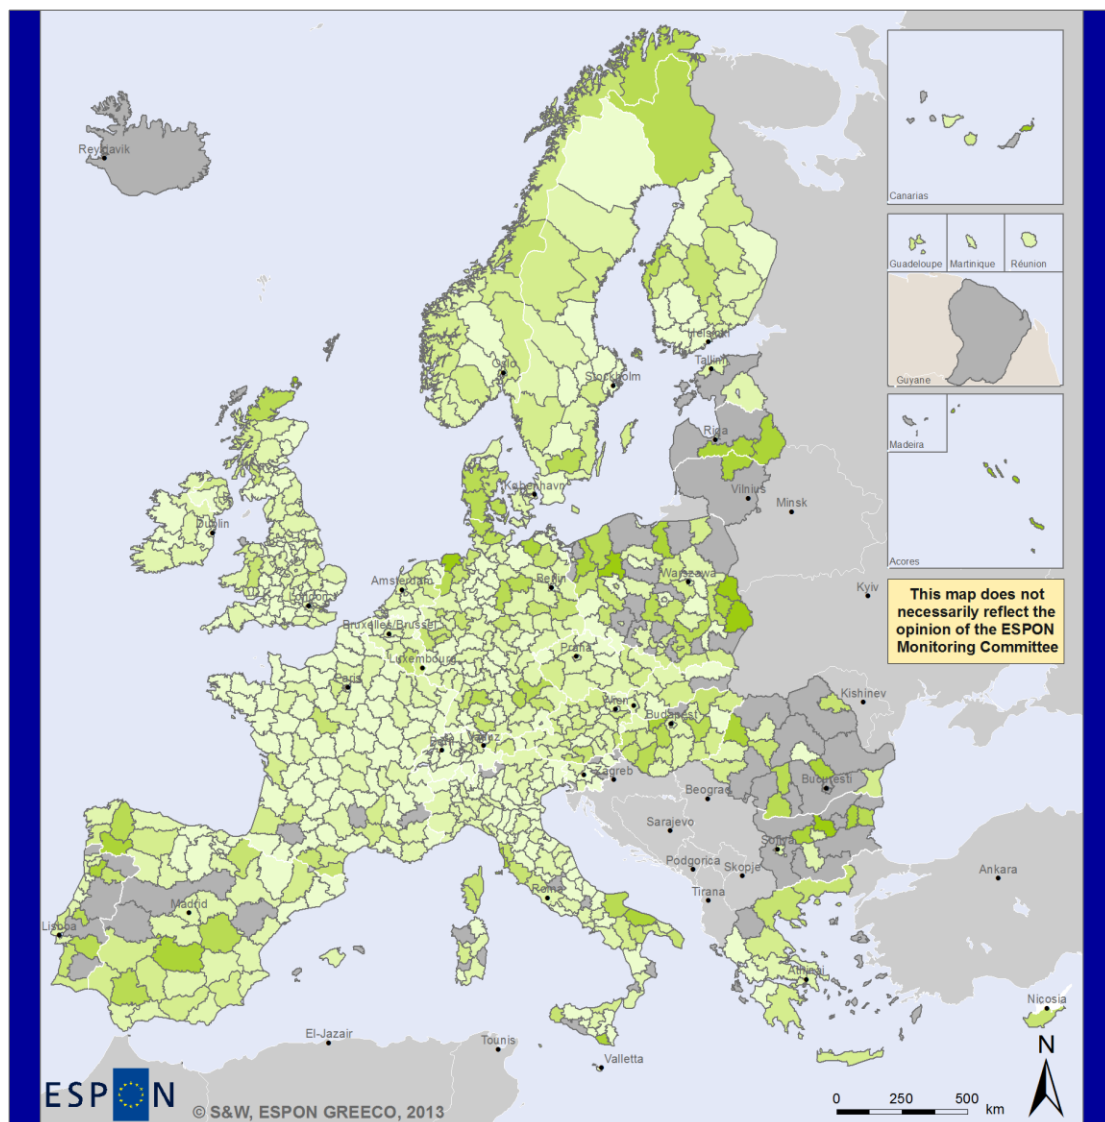 Reykjavik
Canarias
Guadeloupe
Martinique
Réunion
Guyane
Madeira
Acores
Helsinki
Oslo
Tallinn
Stockholm
Riga
København
Vilnius
Minsk
Dublin
Amsterdam
Berlin
Warszawa
London
Kyiv
This map does not
necessarily reflect the
opinion of the ESPON
Monitoring Committee
Bruxelles/Brussel
Luxembourg
Praha
Paris
Kishinev
Wien
Budapest
Bern
Vaduz
Zagreb
Bucuresti
Beograd
Sarajevo
Sofiya
Podgorica
Skopje
Ankara
Roma
Tirana
Madrid
Lisboa
Athinai
Nicosia
El-Jazair
Tounis
Valletta
N
ESPON
© S&W, ESPON GREECO, 2013
0 250 500
km